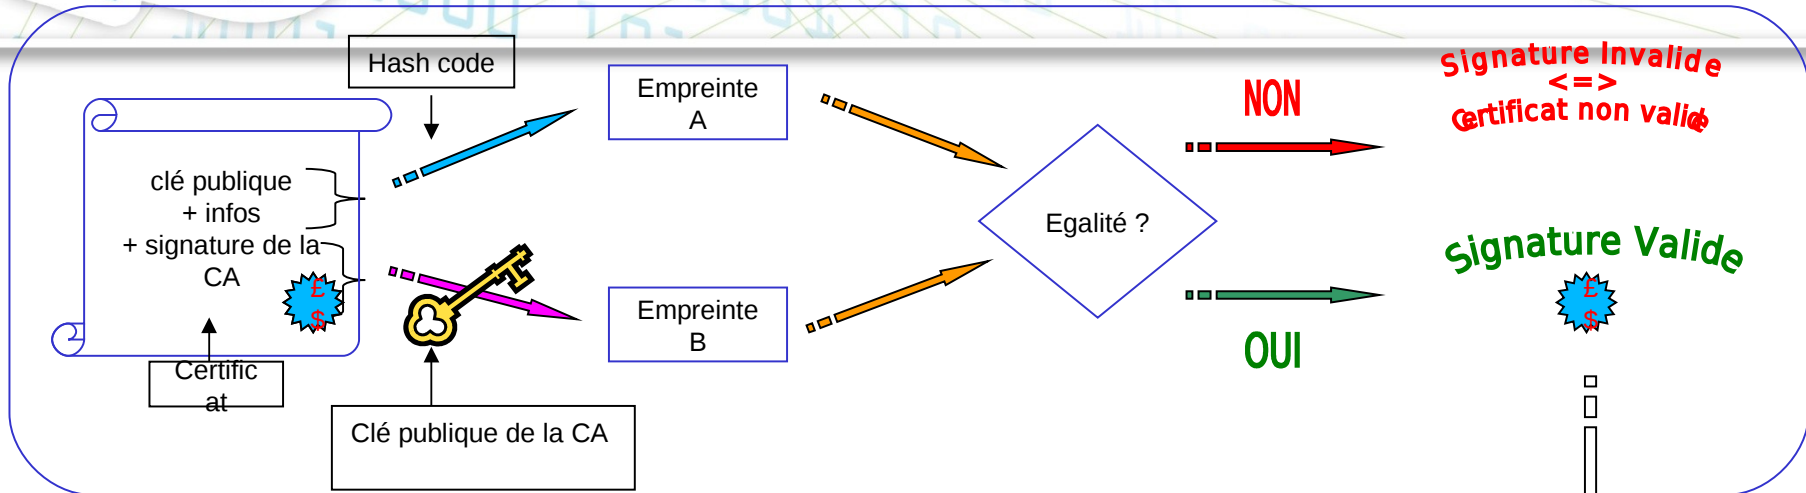 Hash code
Empreinte
A
NON
Signature Invalide
<=>
Certificat non valide
clé publique
+ infos
+ signature de la
CA
£
$
Egalité ?
Signature Valide
£
$
Empreinte
B
OUI
Certific
at
Clé publique de la CA